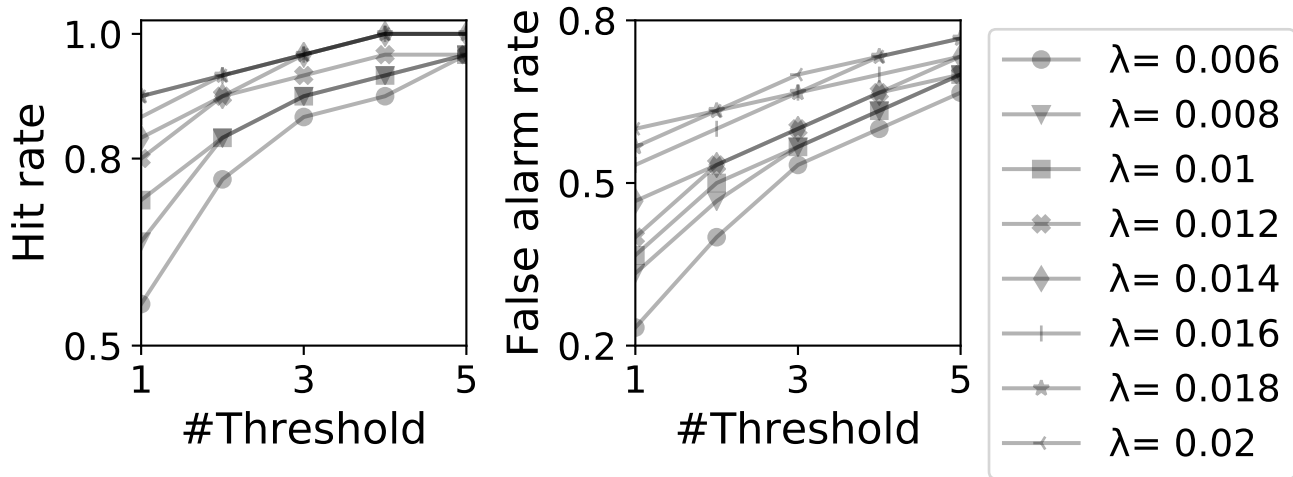 Hit rate
1.0
0.8
0.5
1 3 5
#Threshold
False alarm rate
0.8
0.5
0.2
1 3 5
#Threshold
λ= 0.006
λ= 0.008
λ= 0.01
λ= 0.012
λ= 0.014
λ= 0.016
λ= 0.018
λ= 0.02